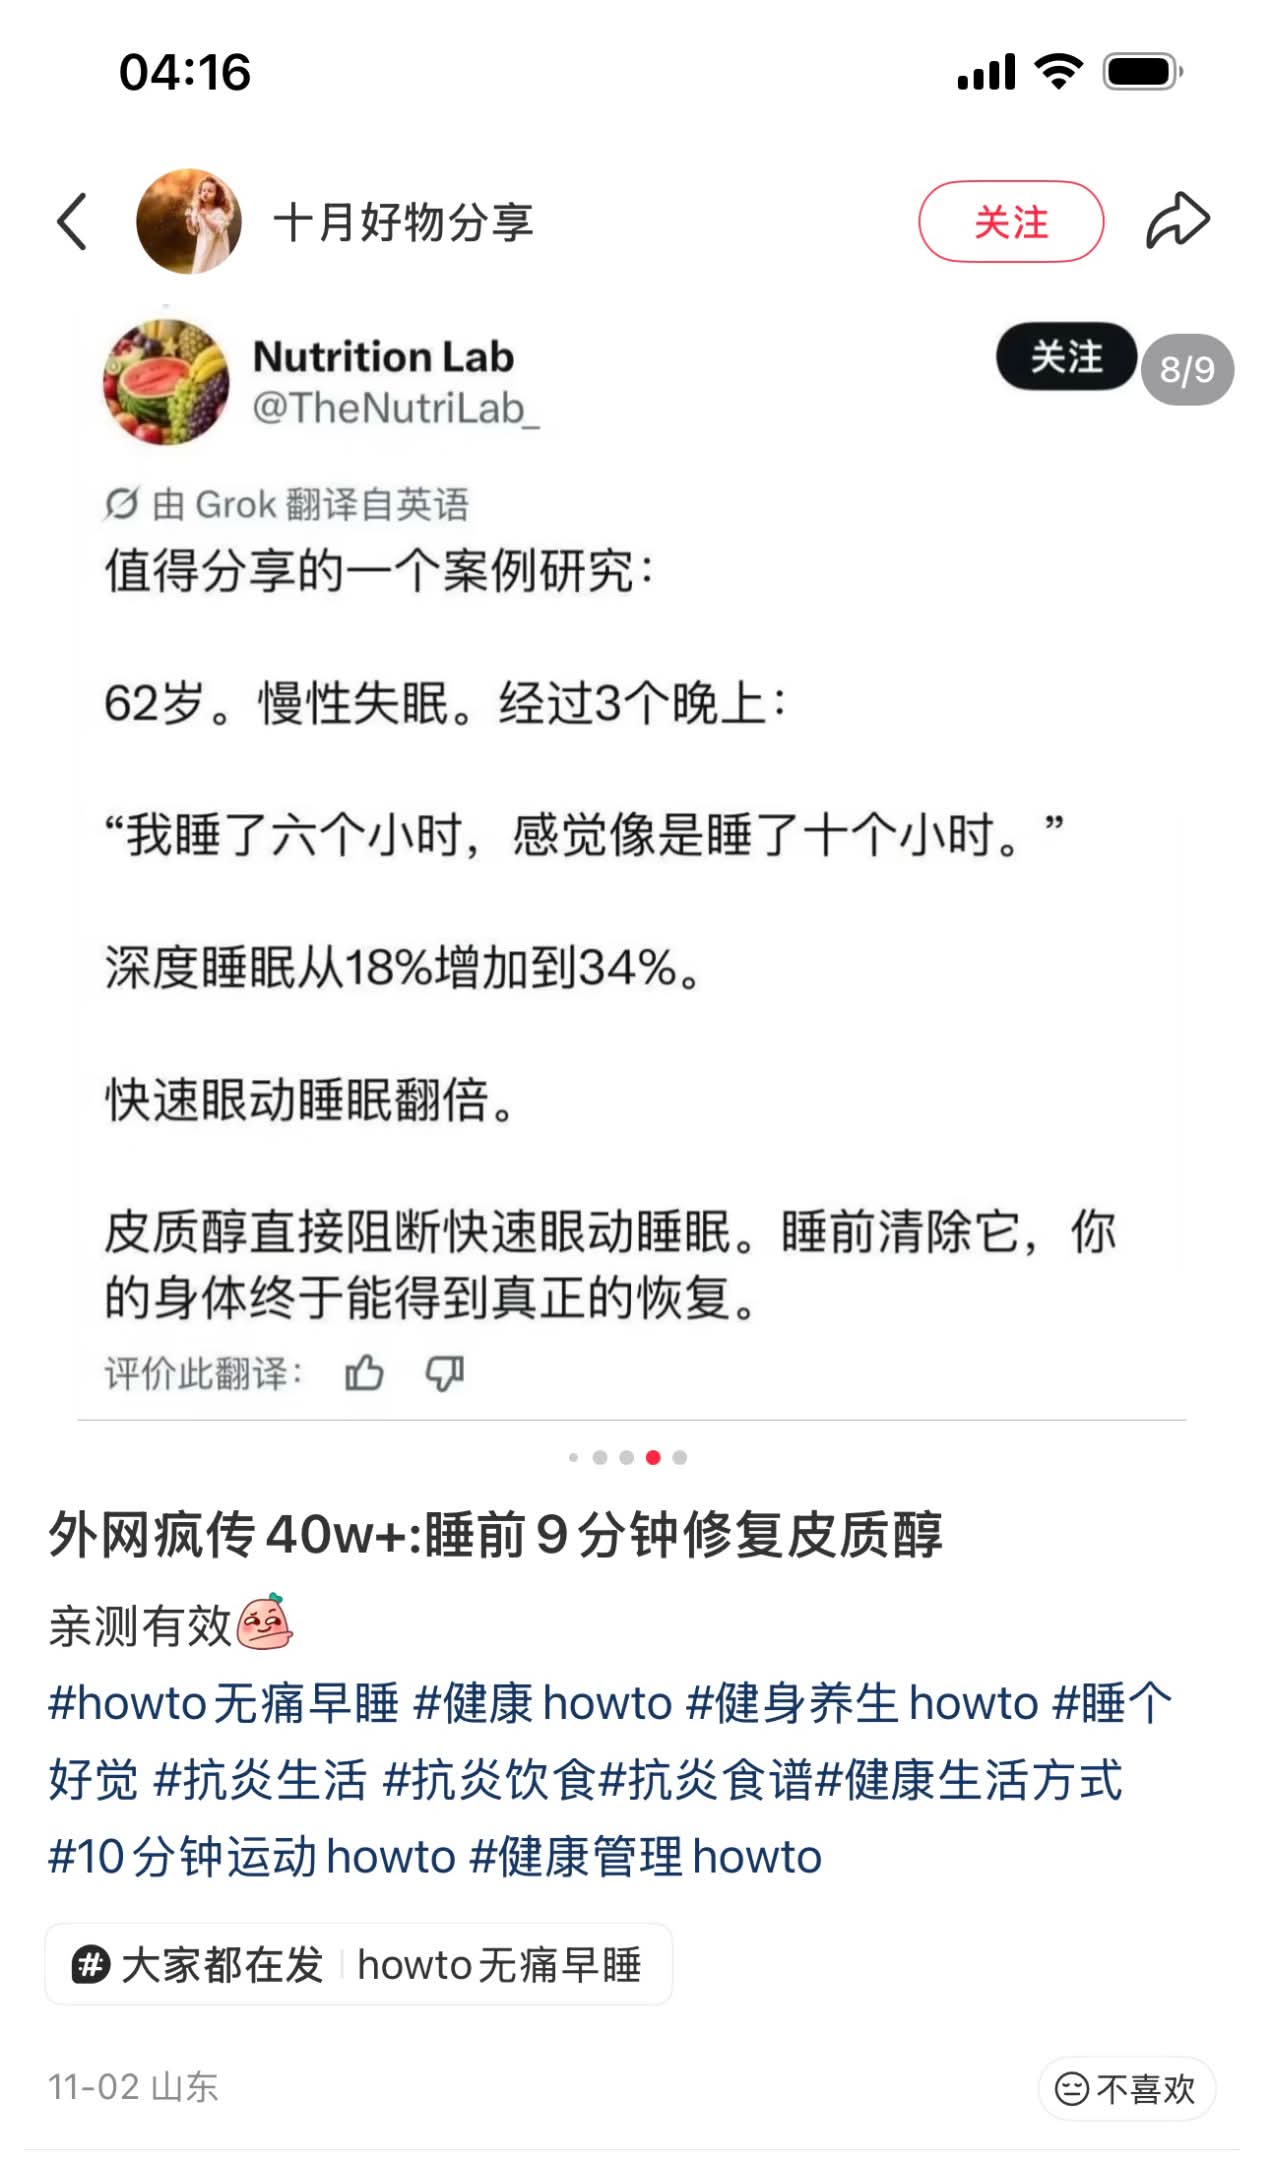 04:16
十月好物分享
关注
Nutrition Lab
关注
8/9
@TheNutriLab_
由 Grok 翻译自英语
值得分享的一个案例研究：
62岁。慢性失眠。经过3个晚上：
“我睡了六个小时，感觉像是睡了十个小时。”
深度睡眠从18%增加到34%。
快速眼动睡眠翻倍。
皮质醇直接阻断快速眼动睡眠。睡前清除它，你
的身体终于能得到真正的恢复。
评价此翻译：
外网疯传40w+:睡前9分钟修复皮质醇
亲测有效
#howto无痛早睡 #健康howto #健身养生howto #睡个
好觉 #抗炎生活 #抗炎饮食#抗炎食谱#健康生活方式
#10分钟运动howto #健康管理howto
# 大家都在发 howto无痛早睡
11-02 山东
不喜欢